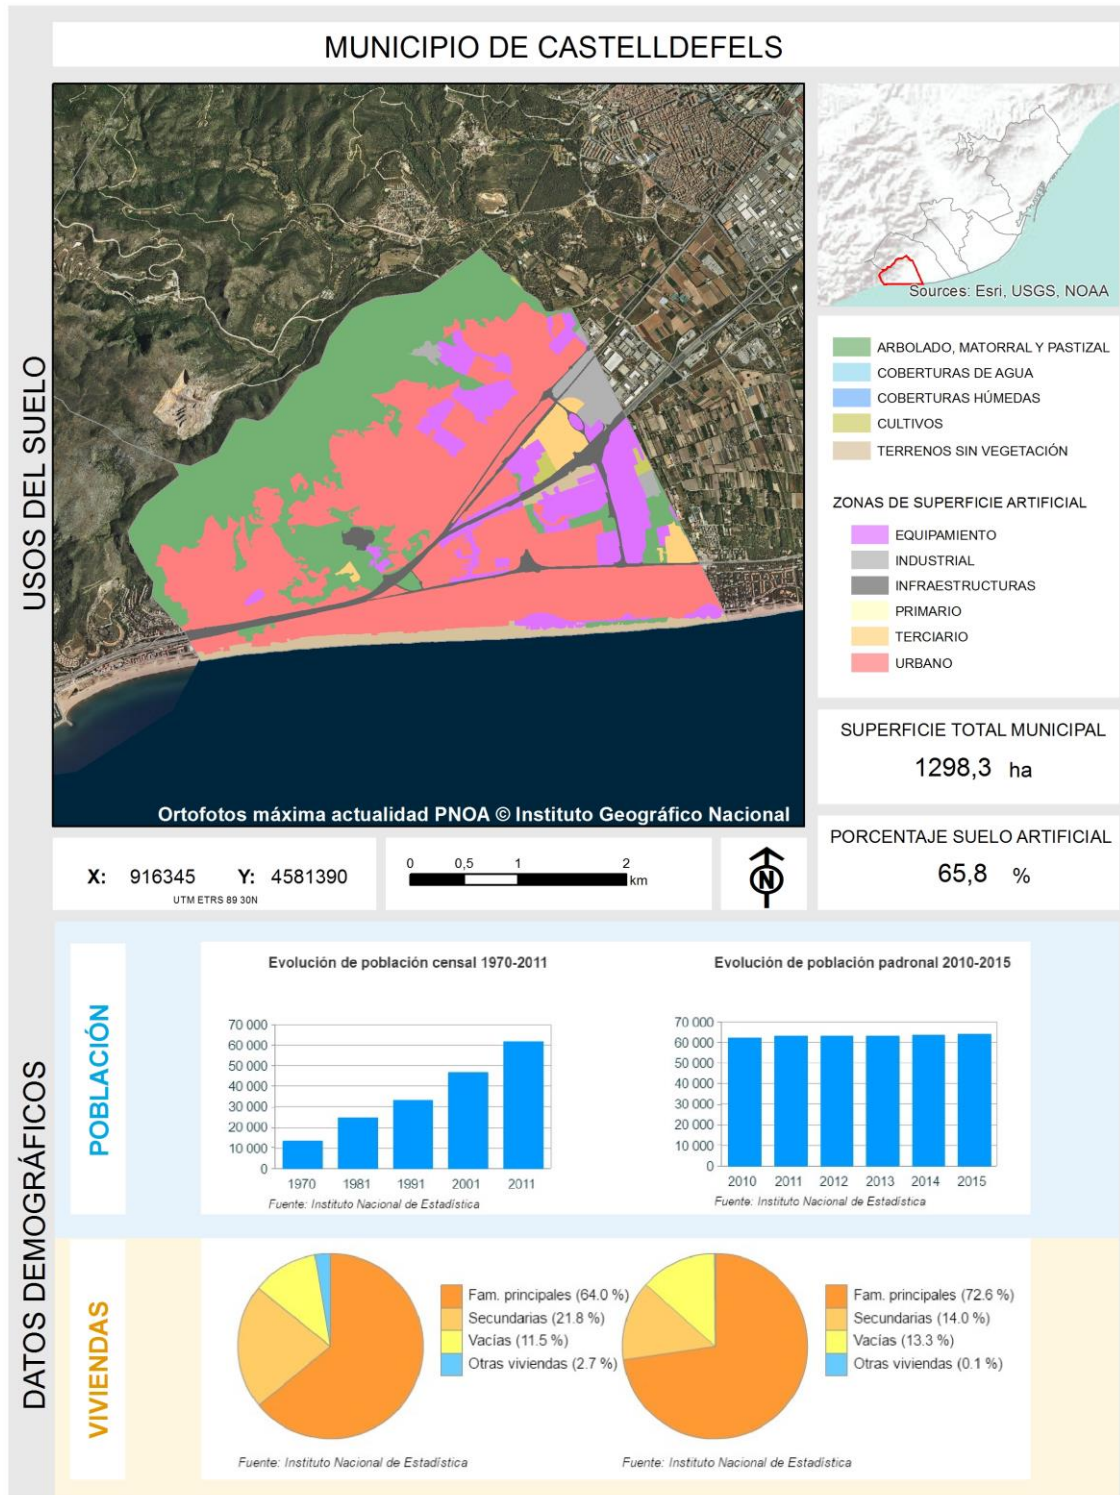 MUNICIPIO DE CASTELLDEFELS
USOS DEL SUELO
Ortofotos máxima actualidad PNOA © Instituto Geográfico Nacional
Sources: Esri, USGS, NOAA
ARBOLADO, MATORRAL Y PASTIZAL
COBERTURAS DE AGUA
COBERTURAS HÚMEDAS
CULTIVOS
TERRENOS SIN VEGETACIÓN
ZONAS DE SUPERFICIE ARTIFICIAL
EQUIPAMIENTO
INDUSTRIAL
INFRAESTRUCTURAS
PRIMARIO
TERCIARIO
URBANO
SUPERFICIE TOTAL MUNICIPAL
1298,3 ha
PORCENTAJE SUELO ARTIFICIAL
65,8 %
X: 916345 Y: 4581390
UTM ETRS 89 30N
0 0,5 1 2
km
N
DATOS DEMOGRÁFICOS
POBLACIÓN
Evolución de población censal 1970-2011
70 000
60 000
50 000
40 000
30 000
20 000
10 000
0
1970 1981 1991 2001 2011
Fuente: Instituto Nacional de Estadística
Evolución de población padronal 2010-2015
70 000
60 000
50 000
40 000
30 000
20 000
10 000
0
2010 2011 2012 2013 2014 2015
Fuente: Instituto Nacional de Estadística
VIVIENDAS
Fam. principales (64.0 %)
Secundarias (21.8 %)
Vacías (11.5 %)
Otras viviendas (2.7 %)
Fuente: Instituto Nacional de Estadística
Fam. principales (72.6 %)
Secundarias (14.0 %)
Vacías (13.3 %)
Otras viviendas (0.1 %)
Fuente: Instituto Nacional de Estadística